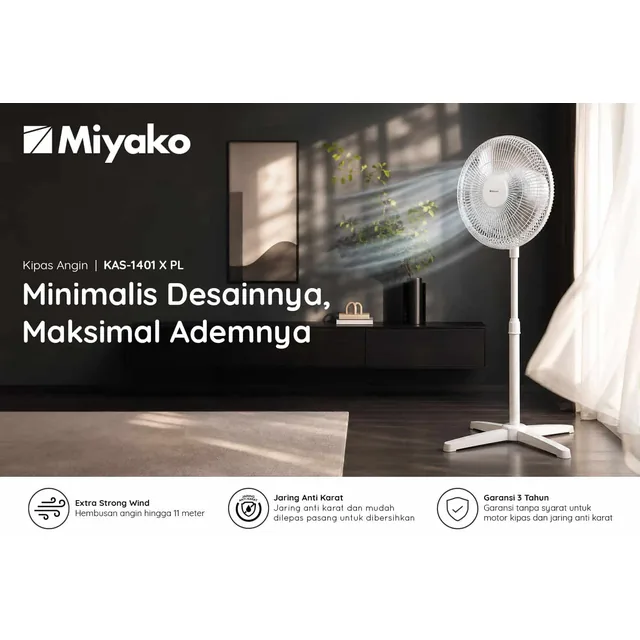 Miyako
Kipas Angin | KAS-1401 X PL
Minimalis Desainnya,
Maksimal Ademnya
Extra Strong Wind
Hembusan angin hingga 11 meter
Jaring Anti Karat
Jaring anti karat dan mudah
dilepas pasang untuk dibersihkan
Garansi 3 Tahun
Garansi tanpa syarat untuk
motor kipas dan jaring anti karat